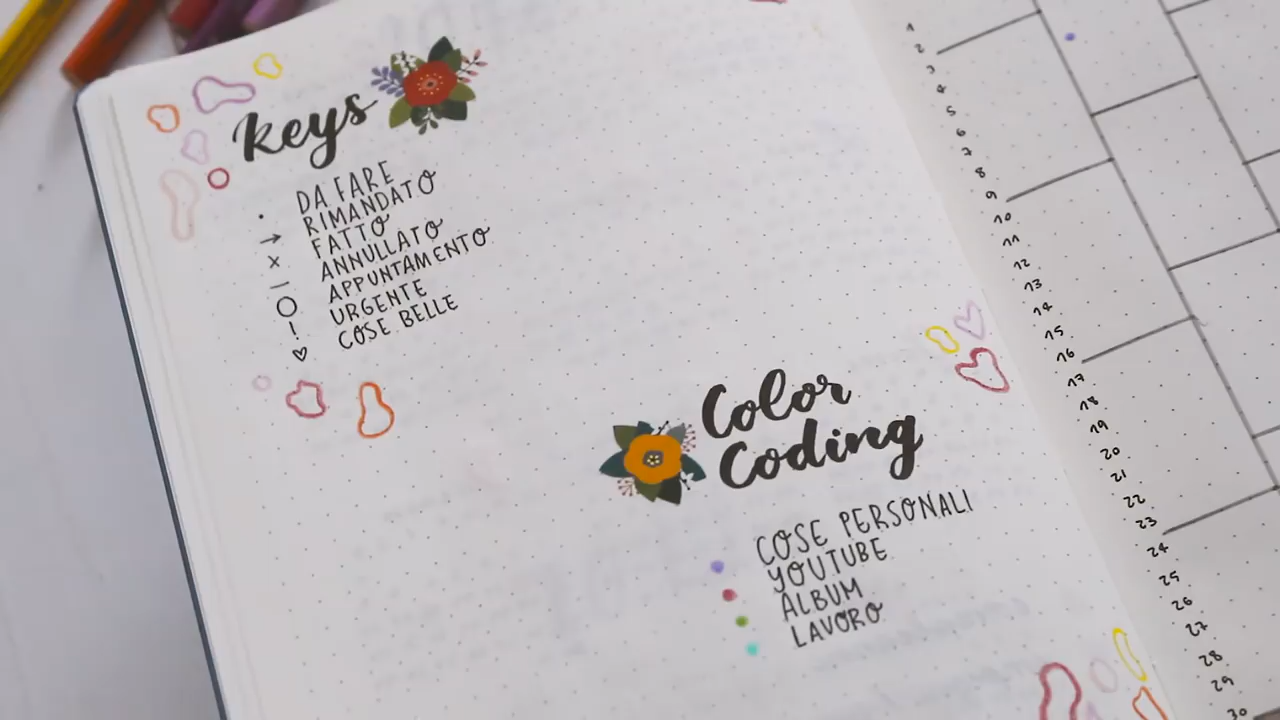 Keys
• DA FARE
→ RIMANDATO
× FATTO
– ANNULLATO
○ APPUNTAMENTO
! URGENTE
♡ COSE BELLE
Color
Coding
COSE PERSONALI
YOUTUBE
ALBUM
LAVORO
1
2
3
4
5
6
7
8
9
10
11
12
13
14
15
16
17
18
19
20
21
22
23
24
25
26
27
28
29
30